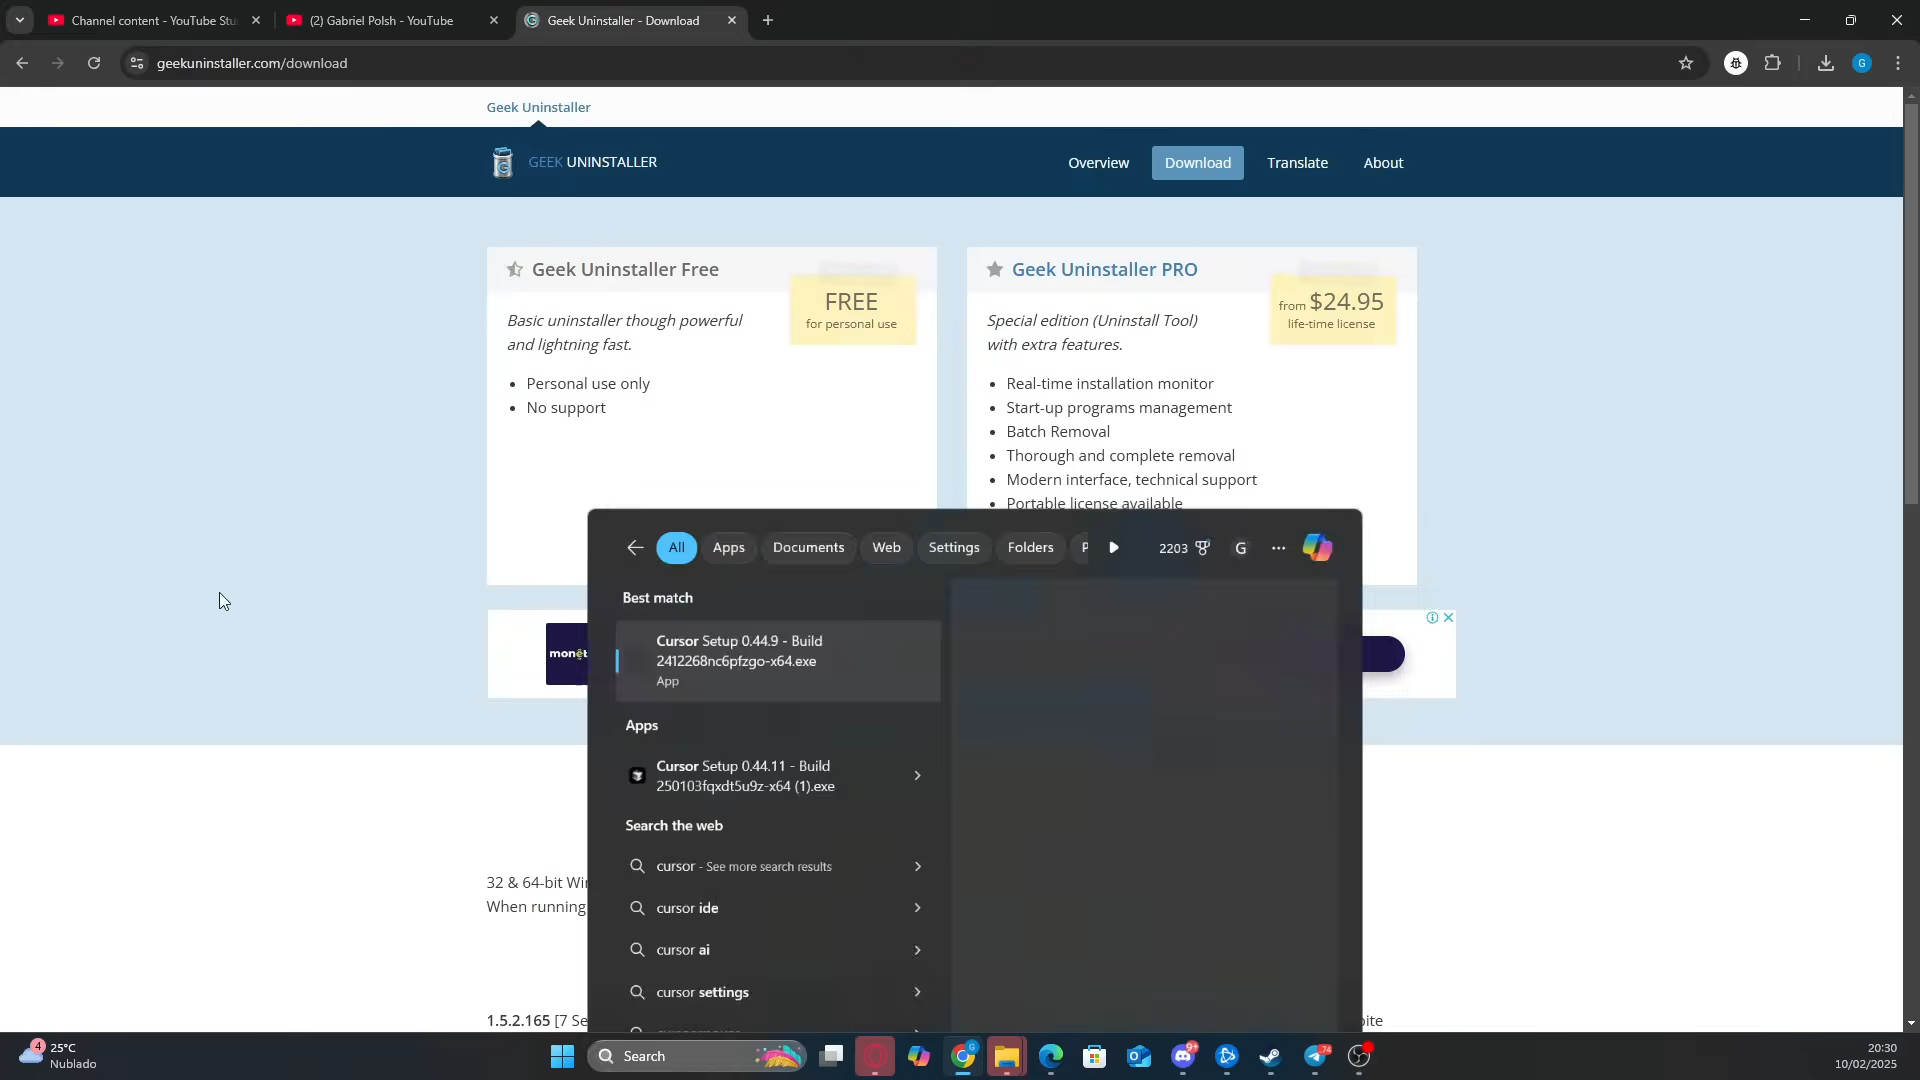 Channel content - YouTube Stu
(2) Gabriel Polsh - YouTube
Geek Uninstaller - Download
geekuninstaller.com/download
G
Geek Uninstaller
GEEK UNINSTALLER
Overview
Download
Translate
About
Geek Uninstaller Free
FREE
for personal use
Basic uninstaller though powerful
and lightning fast.
• Personal use only
• No support
Geek Uninstaller PRO
from $24.95
life-time license
Special edition (Uninstall Tool)
with extra features.
• Real-time installation monitor
• Start-up programs management
• Batch Removal
• Thorough and complete removal
• Modern interface, technical support
• Portable license available
All
Apps
Documents
Web
Settings
Folders
P
2203
G
Best match
Cursor Setup 0.44.9 - Build
2412268nc6pfzgo-x64.exe
App
Apps
Cursor Setup 0.44.11 - Build
250103fqxdt5u9z-x64 (1).exe
Search the web
cursor - See more search results
cursor ide
cursor ai
cursor settings
monet
32 & 64-bit Wi
When running
1.5.2.165 [7 Se
4
25°C
Nublado
Search
G
9+
74
20:30
10/02/2025